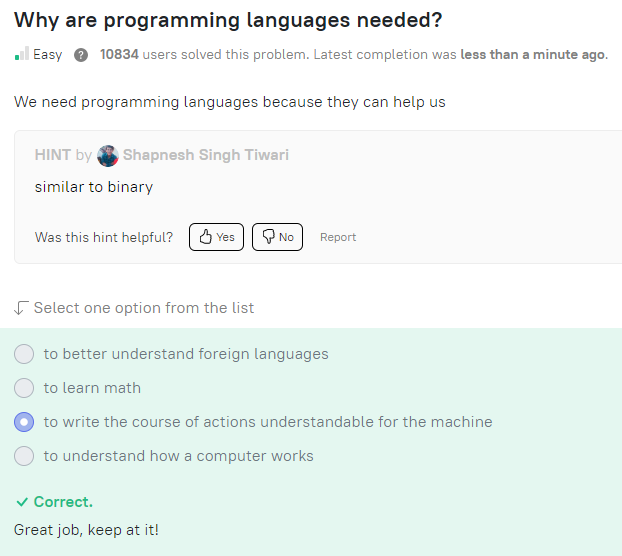 Why are programming languages needed?
Easy ? 10834 users solved this problem. Latest completion was less than a minute ago.
We need programming languages because they can help us
HINT by Shapnesh Singh Tiwari
similar to binary
Was this hint helpful? Yes No Report
Select one option from the list
to better understand foreign languages
to learn math
to write the course of actions understandable for the machine
to understand how a computer works
Correct.
Great job, keep at it!